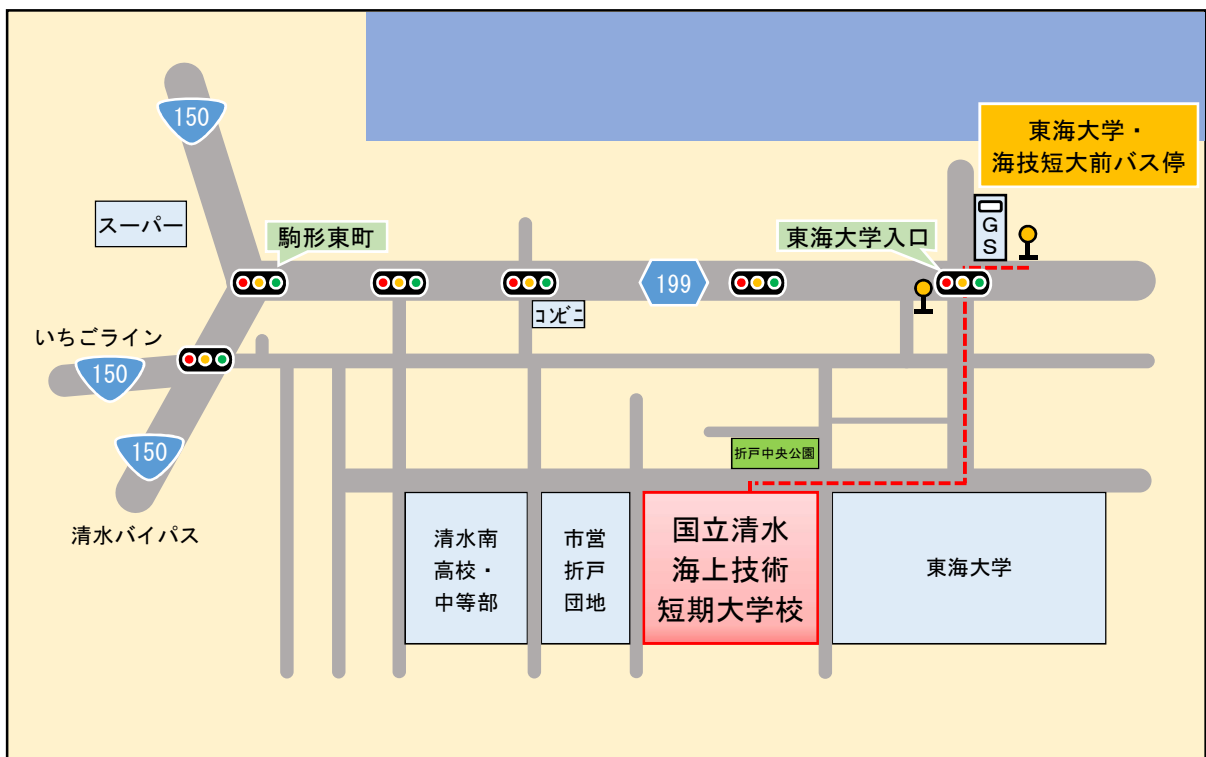 150
東海大学・
海技短大前バス停
スーパー
駒形東町
東海大学入口
GS
199
コンビニ
いちごライン
150
150
清水バイパス
折戸中央公園
清水南
高校・
中等部
市営
折戸
団地
国立清水
海上技術
短期大学校
東海大学